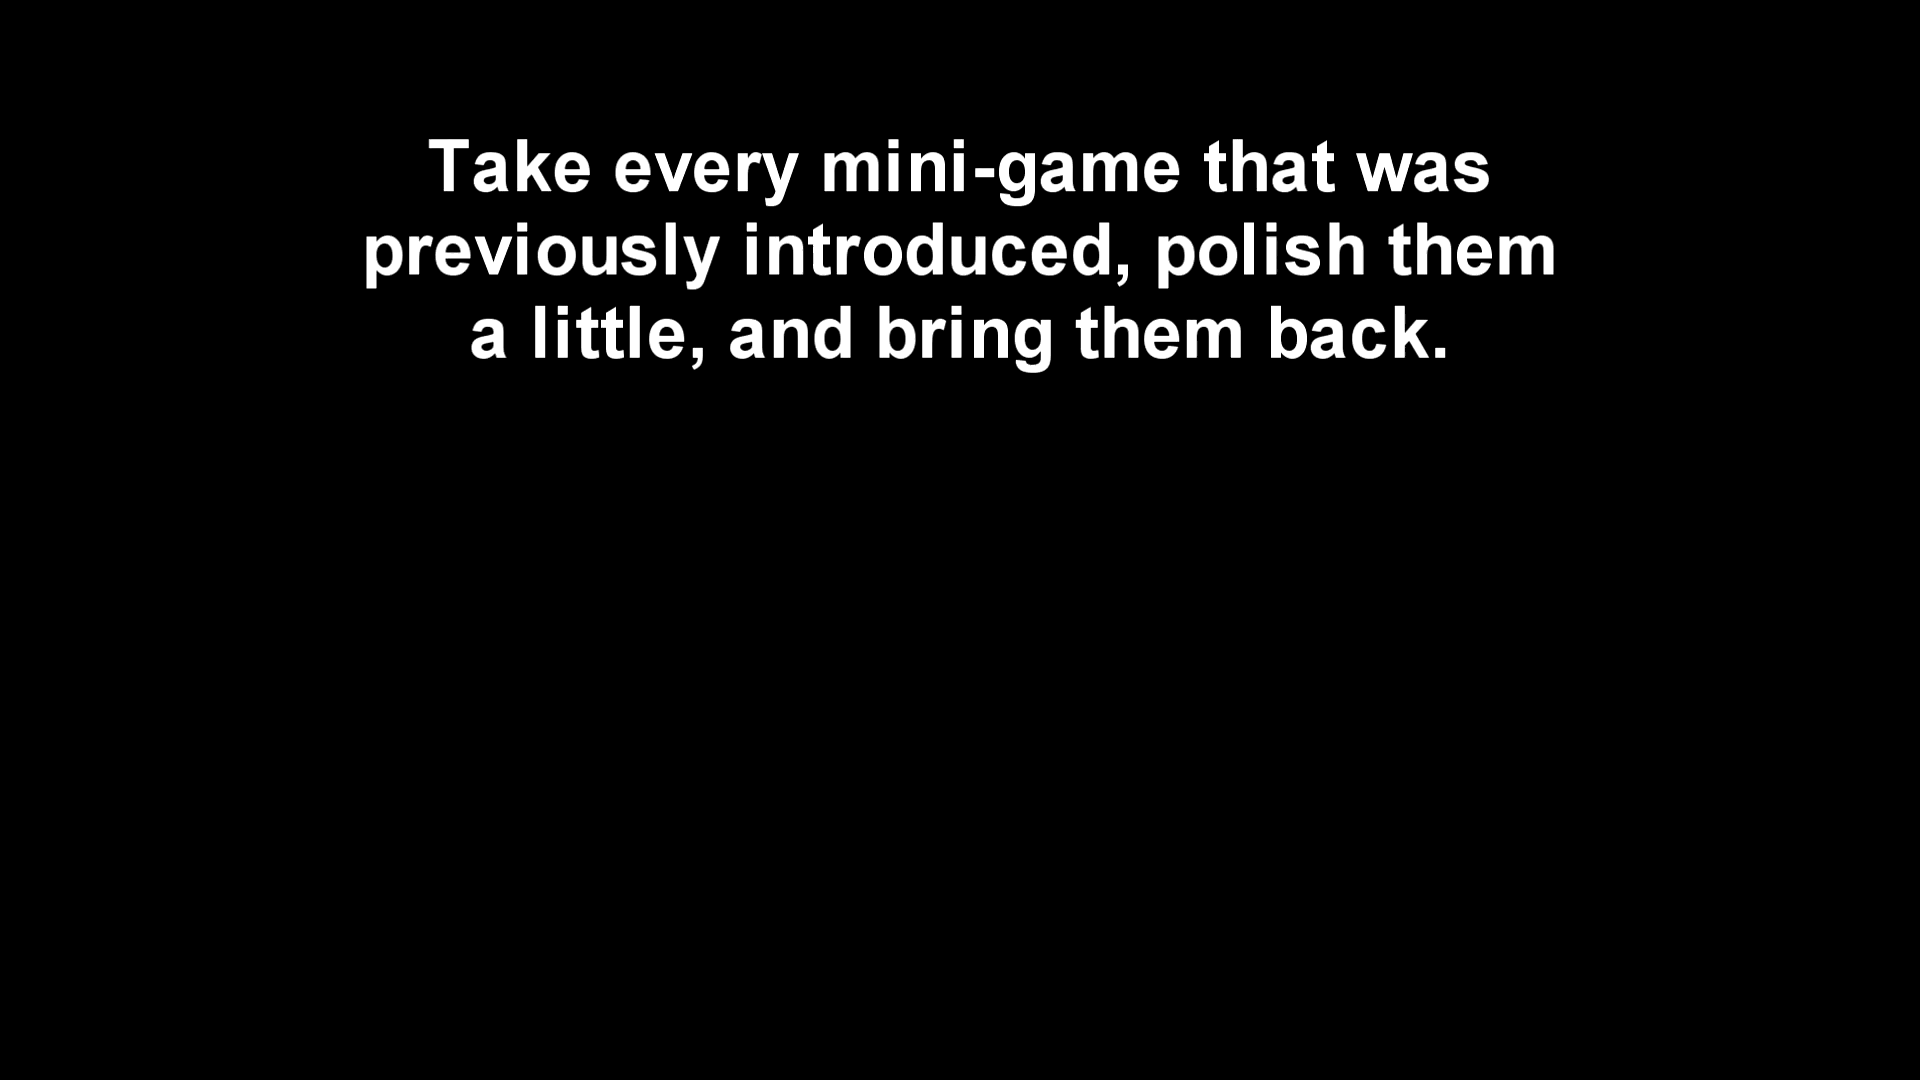 Take every mini-game that was
previously introduced, polish them
a little, and bring them back.